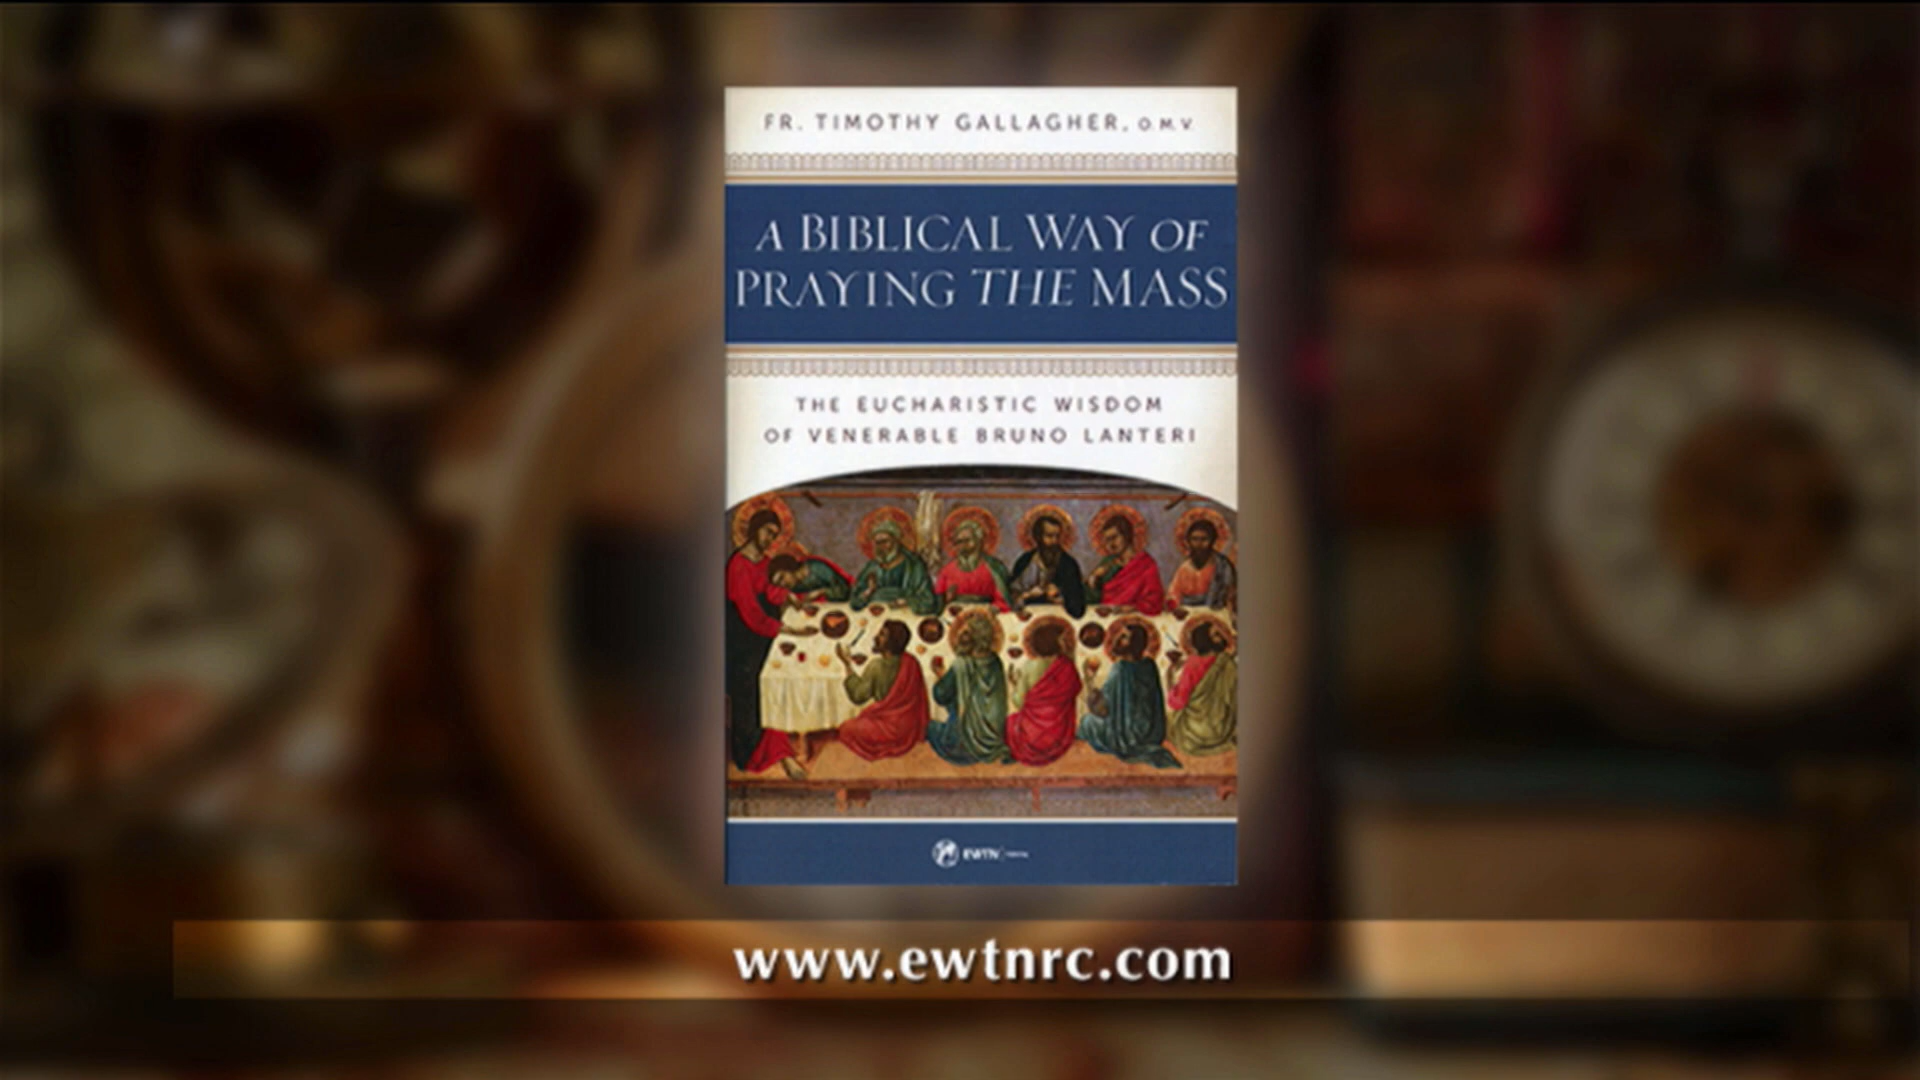 FR. TIMOTHY GALLAGHER, O.M.V.
A BIBLICAL WAY OF
PRAYING THE MASS
THE EUCHARISTIC WISDOM
OF VENERABLE BRUNO LANTERI
EWTN
www.ewtnrc.com